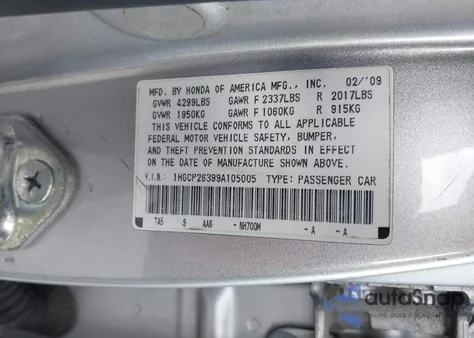 MFD. BY HONDA OF AMERICA MFG., INC. 02/'09
GVWR 4299LBS GAWR F 2337LBS R 2017LBS
GVWR 1950KG GAWR F 1060KG R 915KG
THIS VEHICLE CONFORMS TO ALL APPLICABLE
FEDERAL MOTOR VEHICLE SAFETY, BUMPER,
AND THEFT PREVENTION STANDARDS IN EFFECT
ON THE DATE OF MANUFACTURE SHOWN ABOVE.
V.I.N.: 1HGCP26399A105005 TYPE: PASSENGER CAR
TA5 9 AA6 -NH700M -A -A
autoSnap